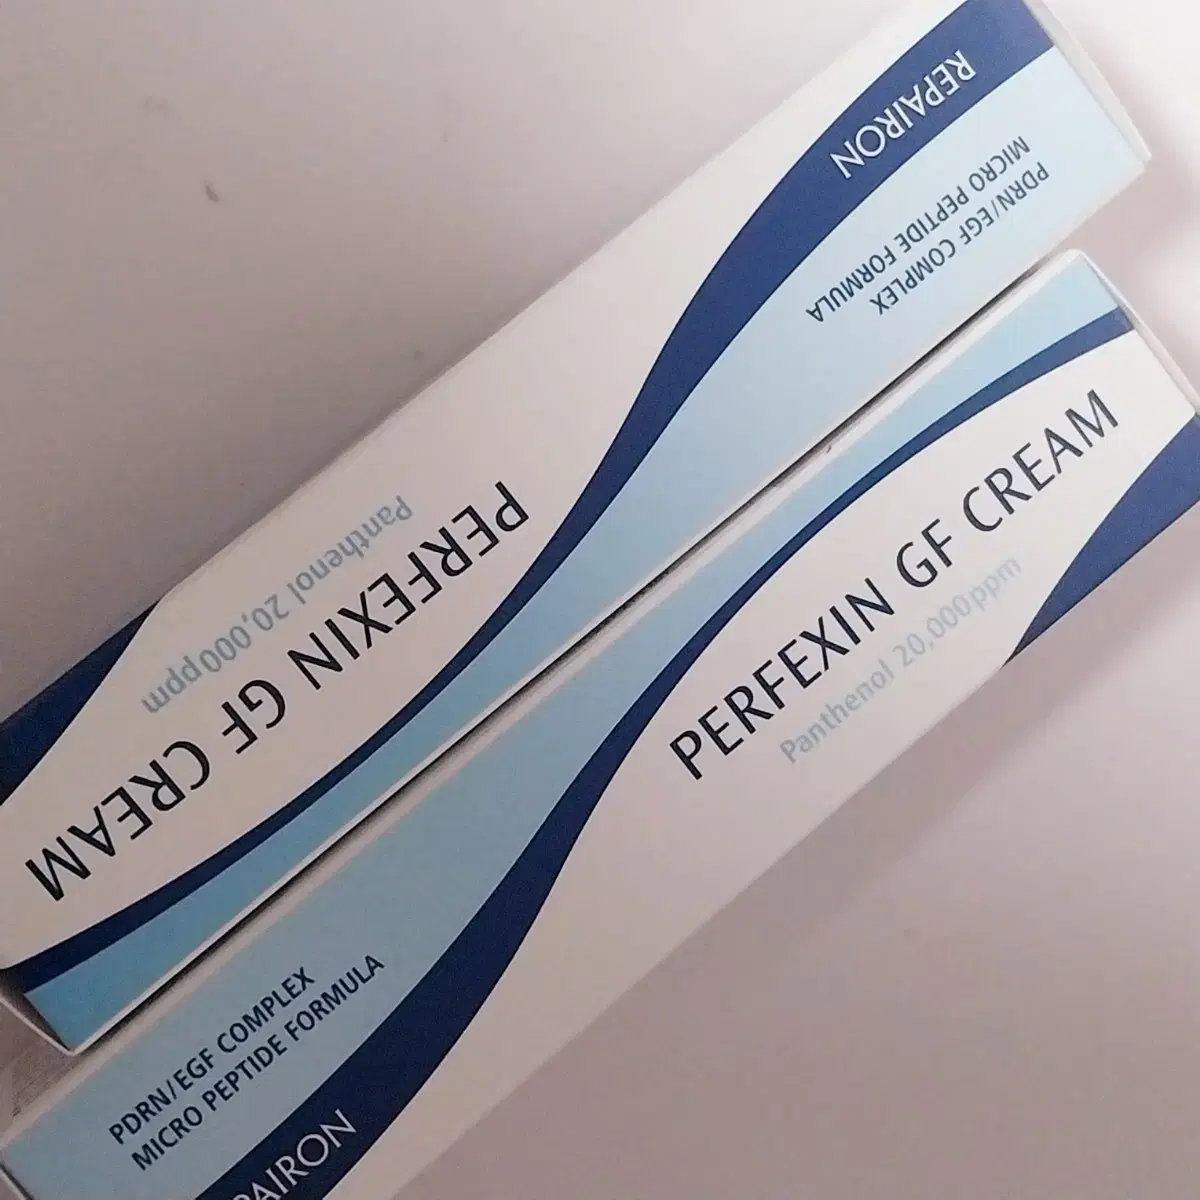 REPAIRON
PDRN/EGF COMPLEX
MICRO PEPTIDE FORMULA
PERFEXIN GF CREAM
Panthenol 20,000ppm
PERFEXIN GF CREAM
Panthenol 20,000ppm
PDRN/EGF COMPLEX
MICRO PEPTIDE FORMULA
PAIRON